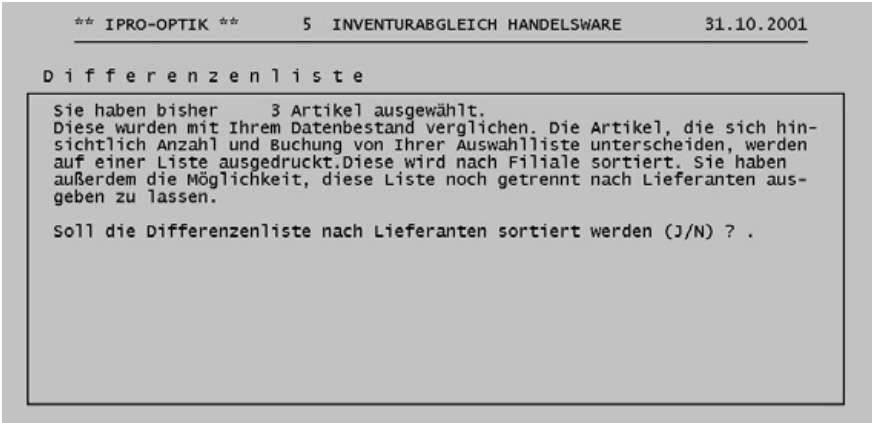 ** IPRO-OPTIK ** 5 INVENTURABGLEICH HANDELSWARE 31.10.2001
Differenzenliste
Sie haben bisher 3 Artikel ausgewählt.
Diese wurden mit Ihrem Datenbestand verglichen. Die Artikel, die sich hin-
sichtlich Anzahl und Buchung von Ihrer Auswahlliste unterscheiden, werden
auf einer Liste ausgedruckt.Diese wird nach Filiale sortiert. Sie haben
außerdem die Möglichkeit, diese Liste noch getrennt nach Lieferanten aus-
geben zu lassen.
Soll die Differenzenliste nach Lieferanten sortiert werden (J/N) ? .